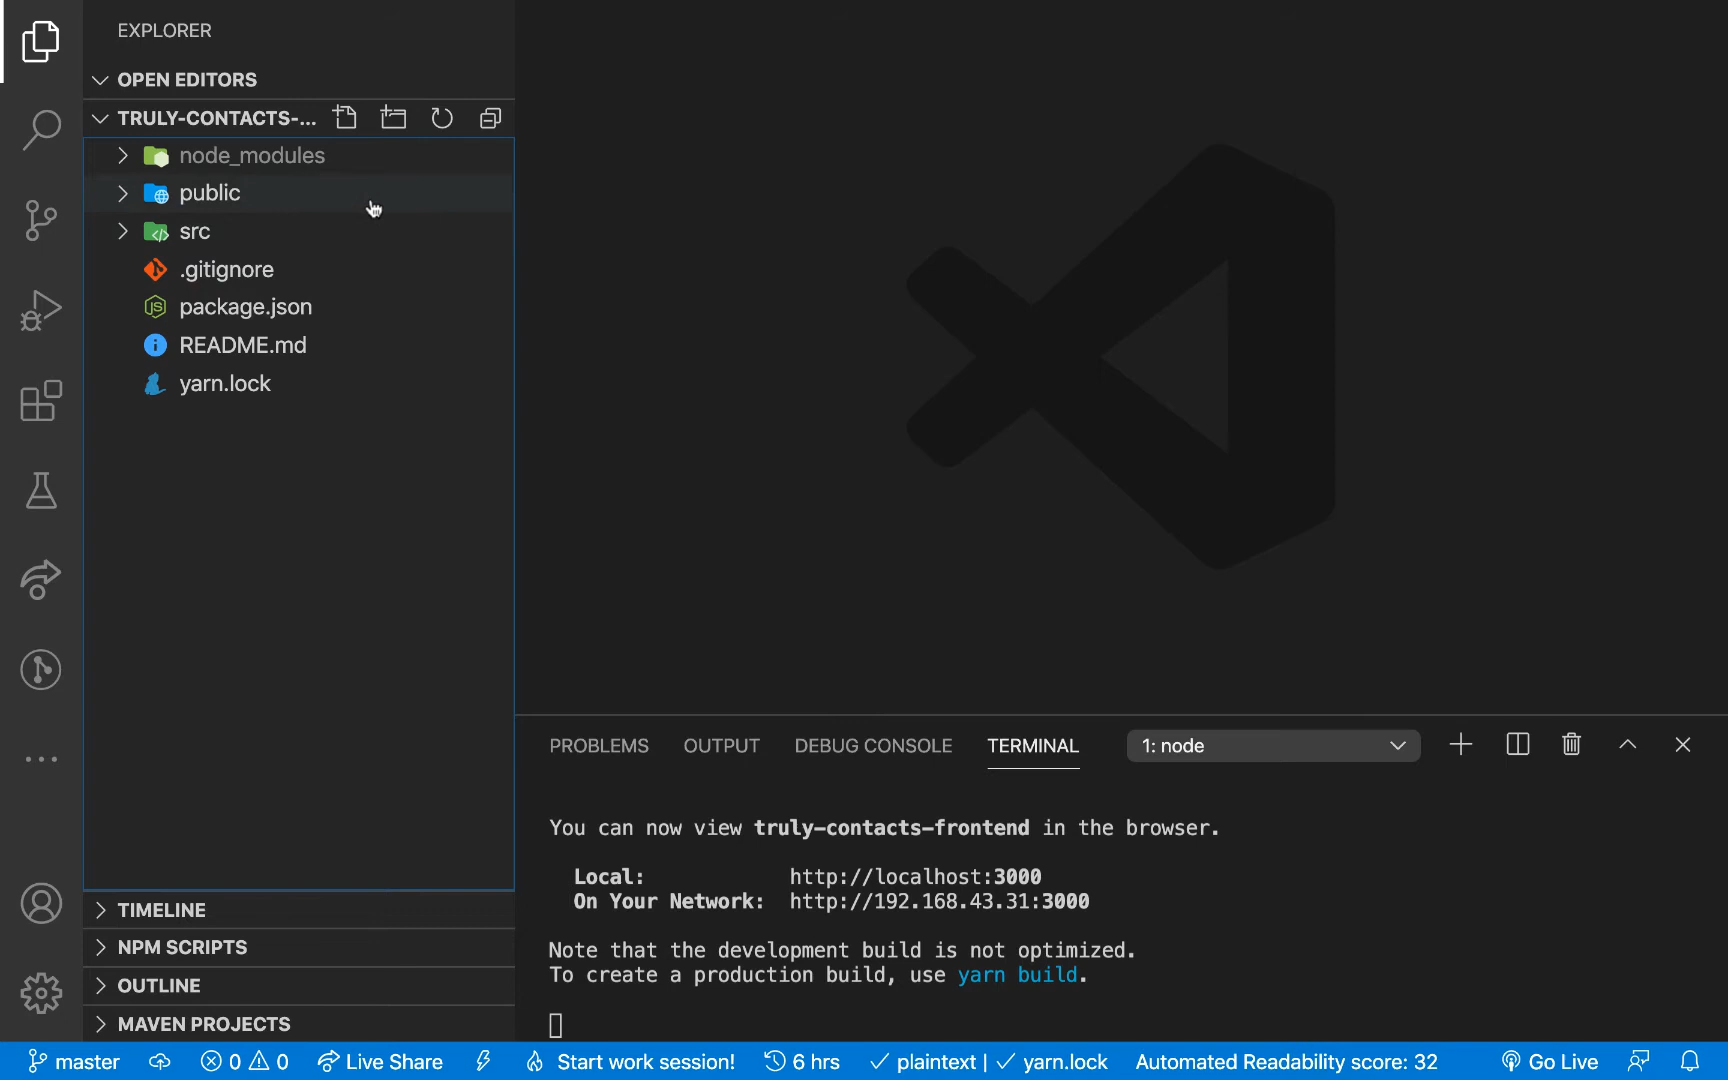 EXPLORER
OPEN EDITORS
TRULY-CONTACTS-...
node_modules
public
src
.gitignore
package.json
README.md
yarn.lock
TIMELINE
NPM SCRIPTS
OUTLINE
MAVEN PROJECTS
PROBLEMS OUTPUT DEBUG CONSOLE TERMINAL 1: node
You can now view truly-contacts-frontend in the browser.
Local: http://localhost:3000
On Your Network: http://192.168.43.31:3000
Note that the development build is not optimized.
To create a production build, use yarn build.
master 0 0 Live Share Start work session! 6 hrs plaintext | yarn.lock Automated Readability score: 32 Go Live